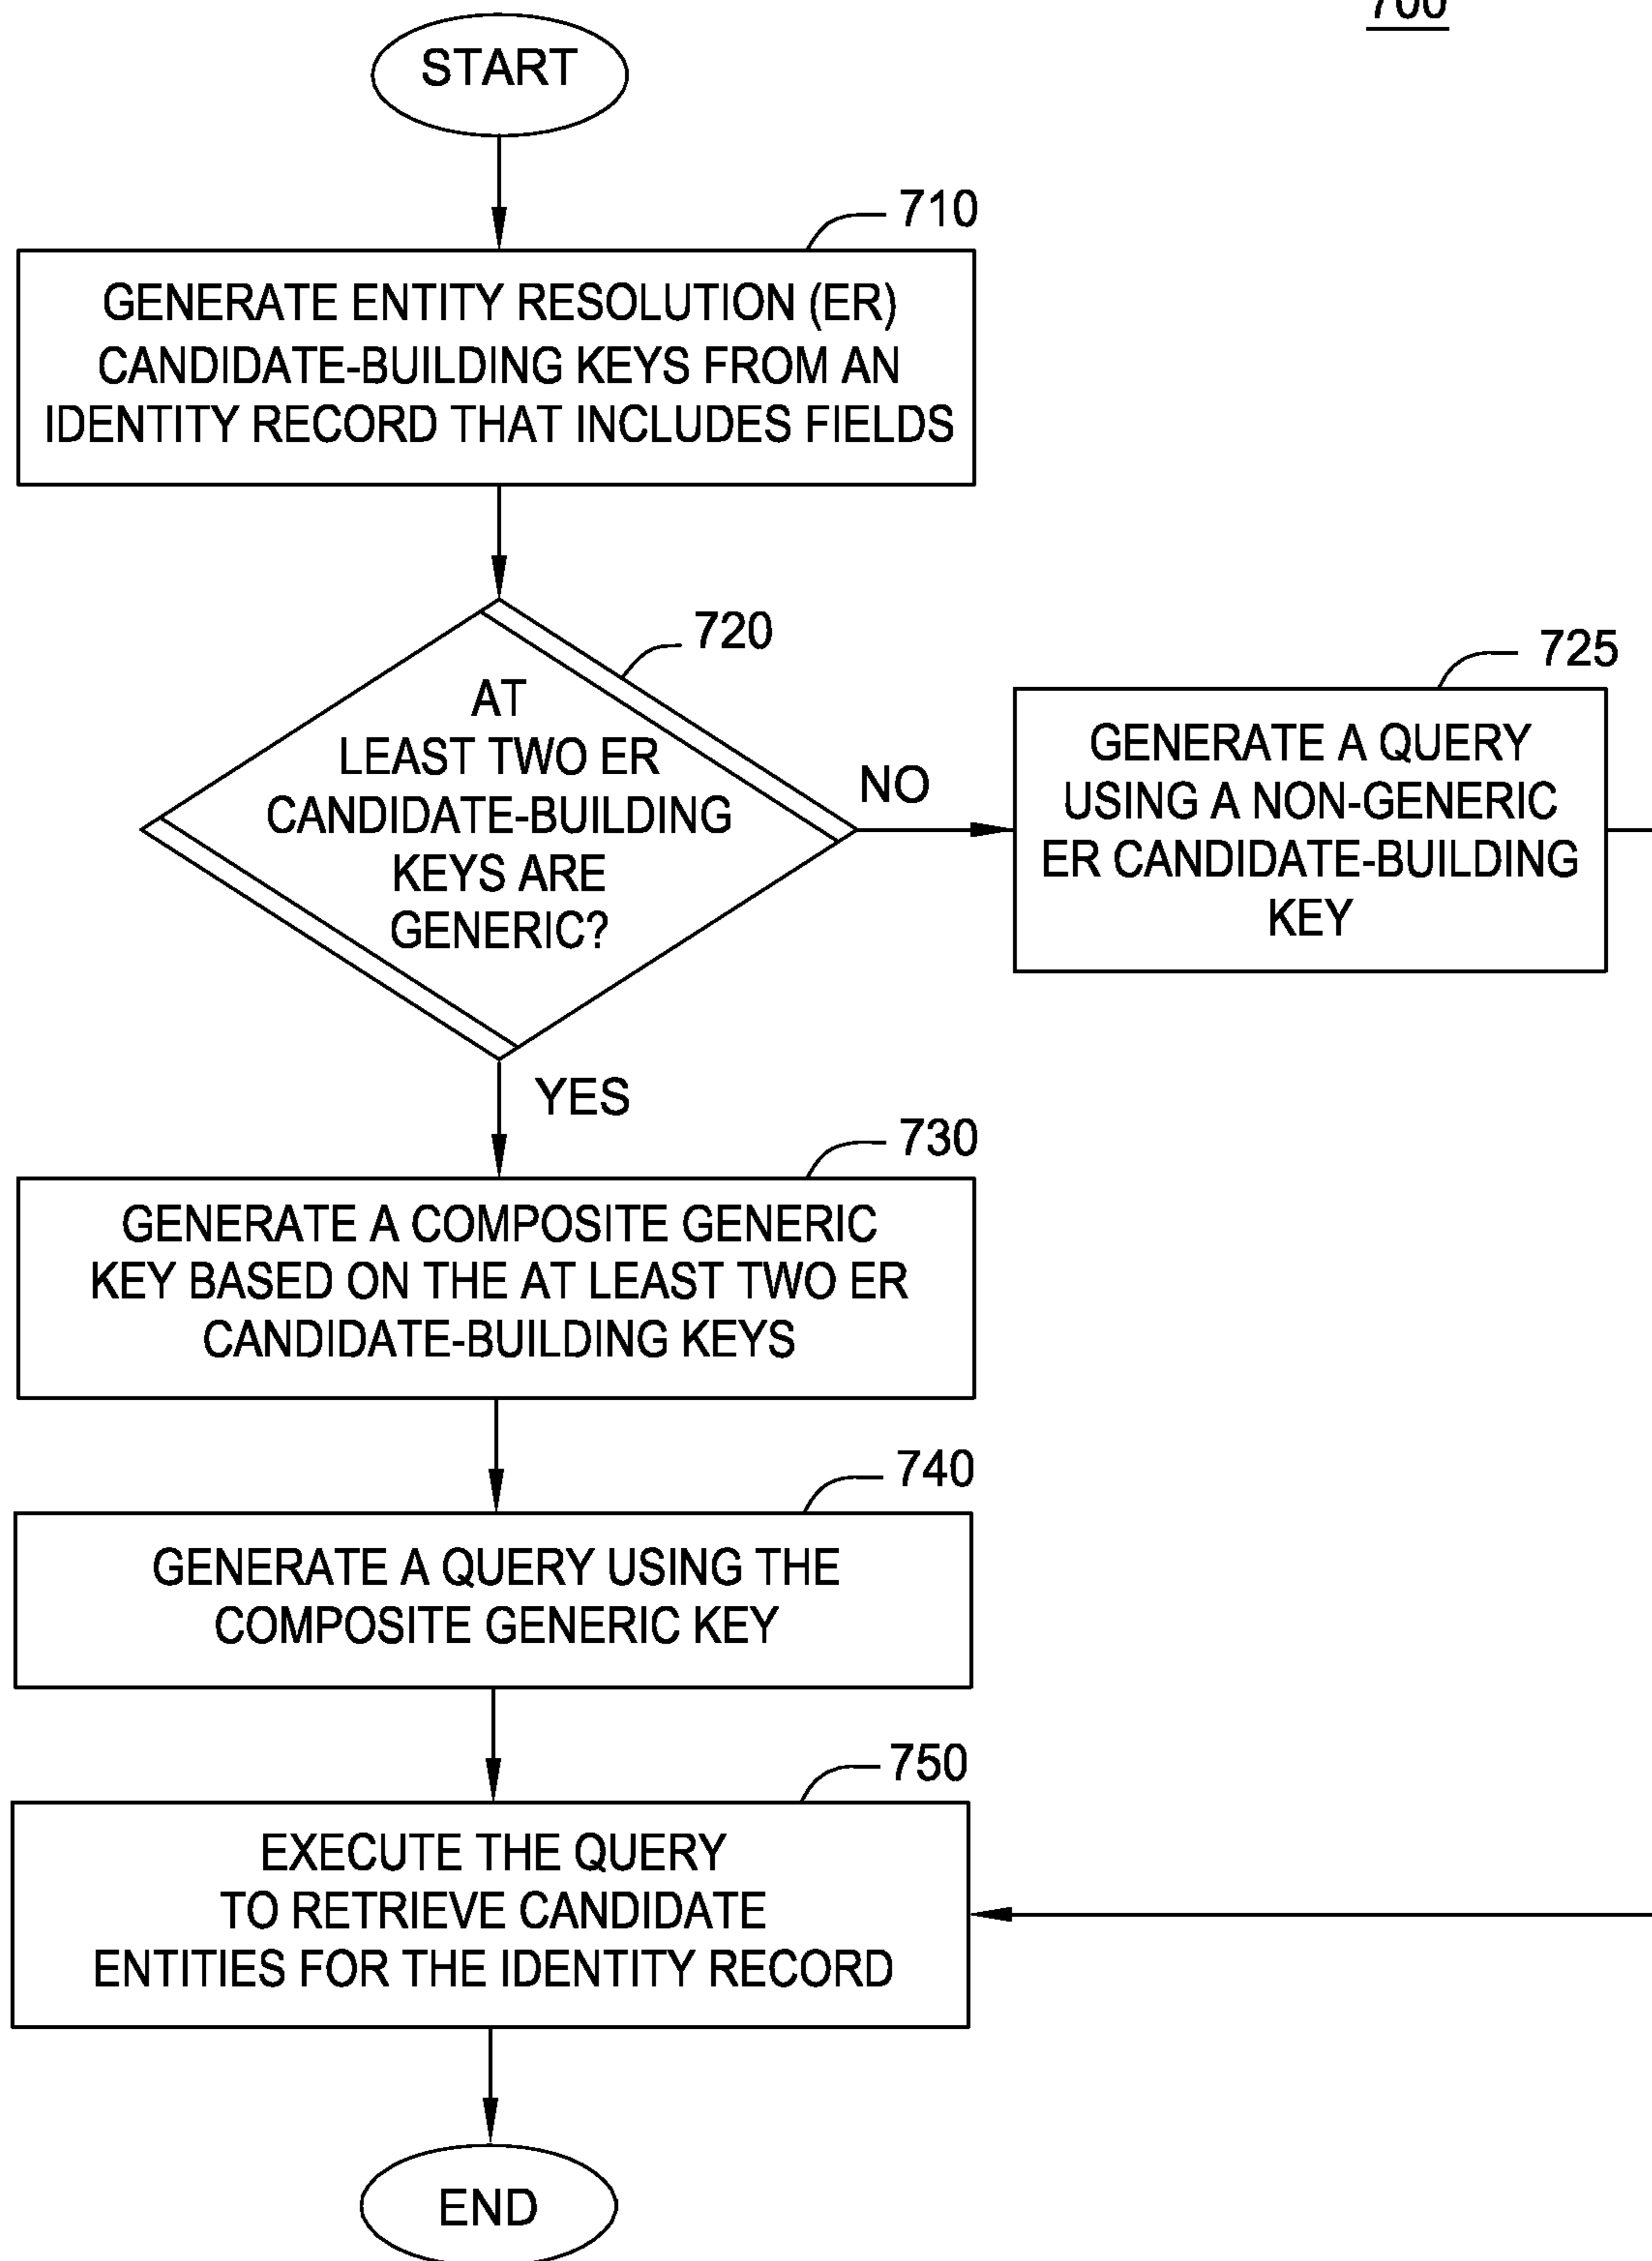 700
START
710
GENERATE ENTITY RESOLUTION (ER)
CANDIDATE-BUILDING KEYS FROM AN
IDENTITY RECORD THAT INCLUDES FIELDS
720
AT
LEAST TWO ER
CANDIDATE-BUILDING
KEYS ARE
GENERIC?
NO
725
GENERATE A QUERY
USING A NON-GENERIC
ER CANDIDATE-BUILDING
KEY
YES
730
GENERATE A COMPOSITE GENERIC
KEY BASED ON THE AT LEAST TWO ER
CANDIDATE-BUILDING KEYS
740
GENERATE A QUERY USING THE
COMPOSITE GENERIC KEY
750
EXECUTE THE QUERY
TO RETRIEVE CANDIDATE
ENTITIES FOR THE IDENTITY RECORD
END